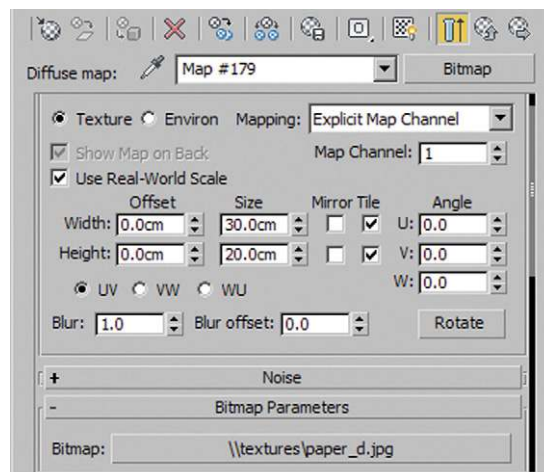 Diffuse map: Map #179 Bitmap
Texture Environ Mapping: Explicit Map Channel
Show Map on Back Map Channel: 1
Use Real-World Scale
Offset Size Mirror Tile Angle
Width: 0.0cm 30.0cm U: 0.0
Height: 0.0cm 20.0cm V: 0.0
UV VW WU W: 0.0
Blur: 1.0 Blur offset: 0.0 Rotate
+ Noise
- Bitmap Parameters
Bitmap: \\textures\paper_d.jpg